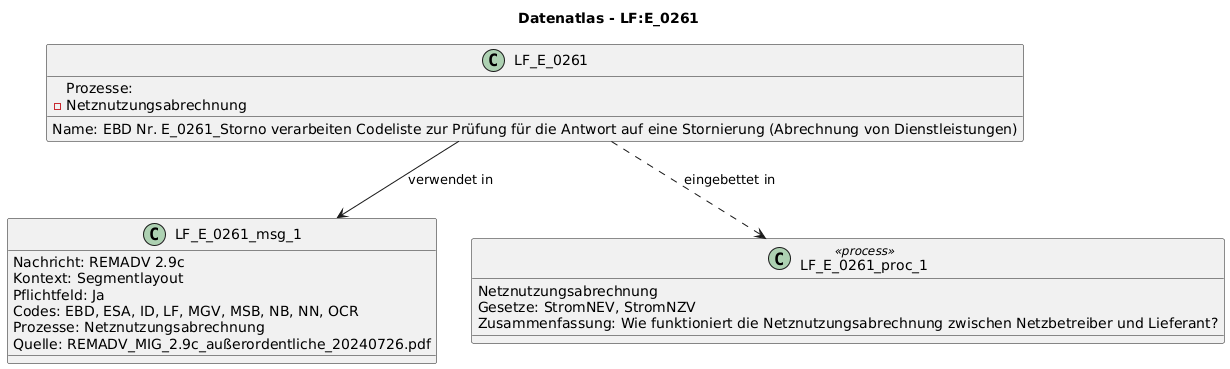 Datenatlas - LF:E_0261
C LF_E_0261
Prozesse:
Netznutzungsabrechnung
Name: EBD Nr. E_0261_Storno verarbeiten Codeliste zur Prüfung für die Antwort auf eine Stornierung (Abrechnung von Dienstleistungen)
verwendet in
eingebettet in
C LF_E_0261_msg_1
Nachricht: REMADV 2.9c
Kontext: Segmentlayout
Pflichtfeld: Ja
Codes: EBD, ESA, ID, LF, MGV, MSB, NB, NN, OCR
Prozesse: Netznutzungsabrechnung
Quelle: REMADV_MIG_2.9c_außerordentliche_20240726.pdf
«process»
C LF_E_0261_proc_1
Netznutzungsabrechnung
Gesetze: StromNEV, StromNZV
Zusammenfassung: Wie funktioniert die Netznutzungsabrechnung zwischen Netzbetreiber und Lieferant?